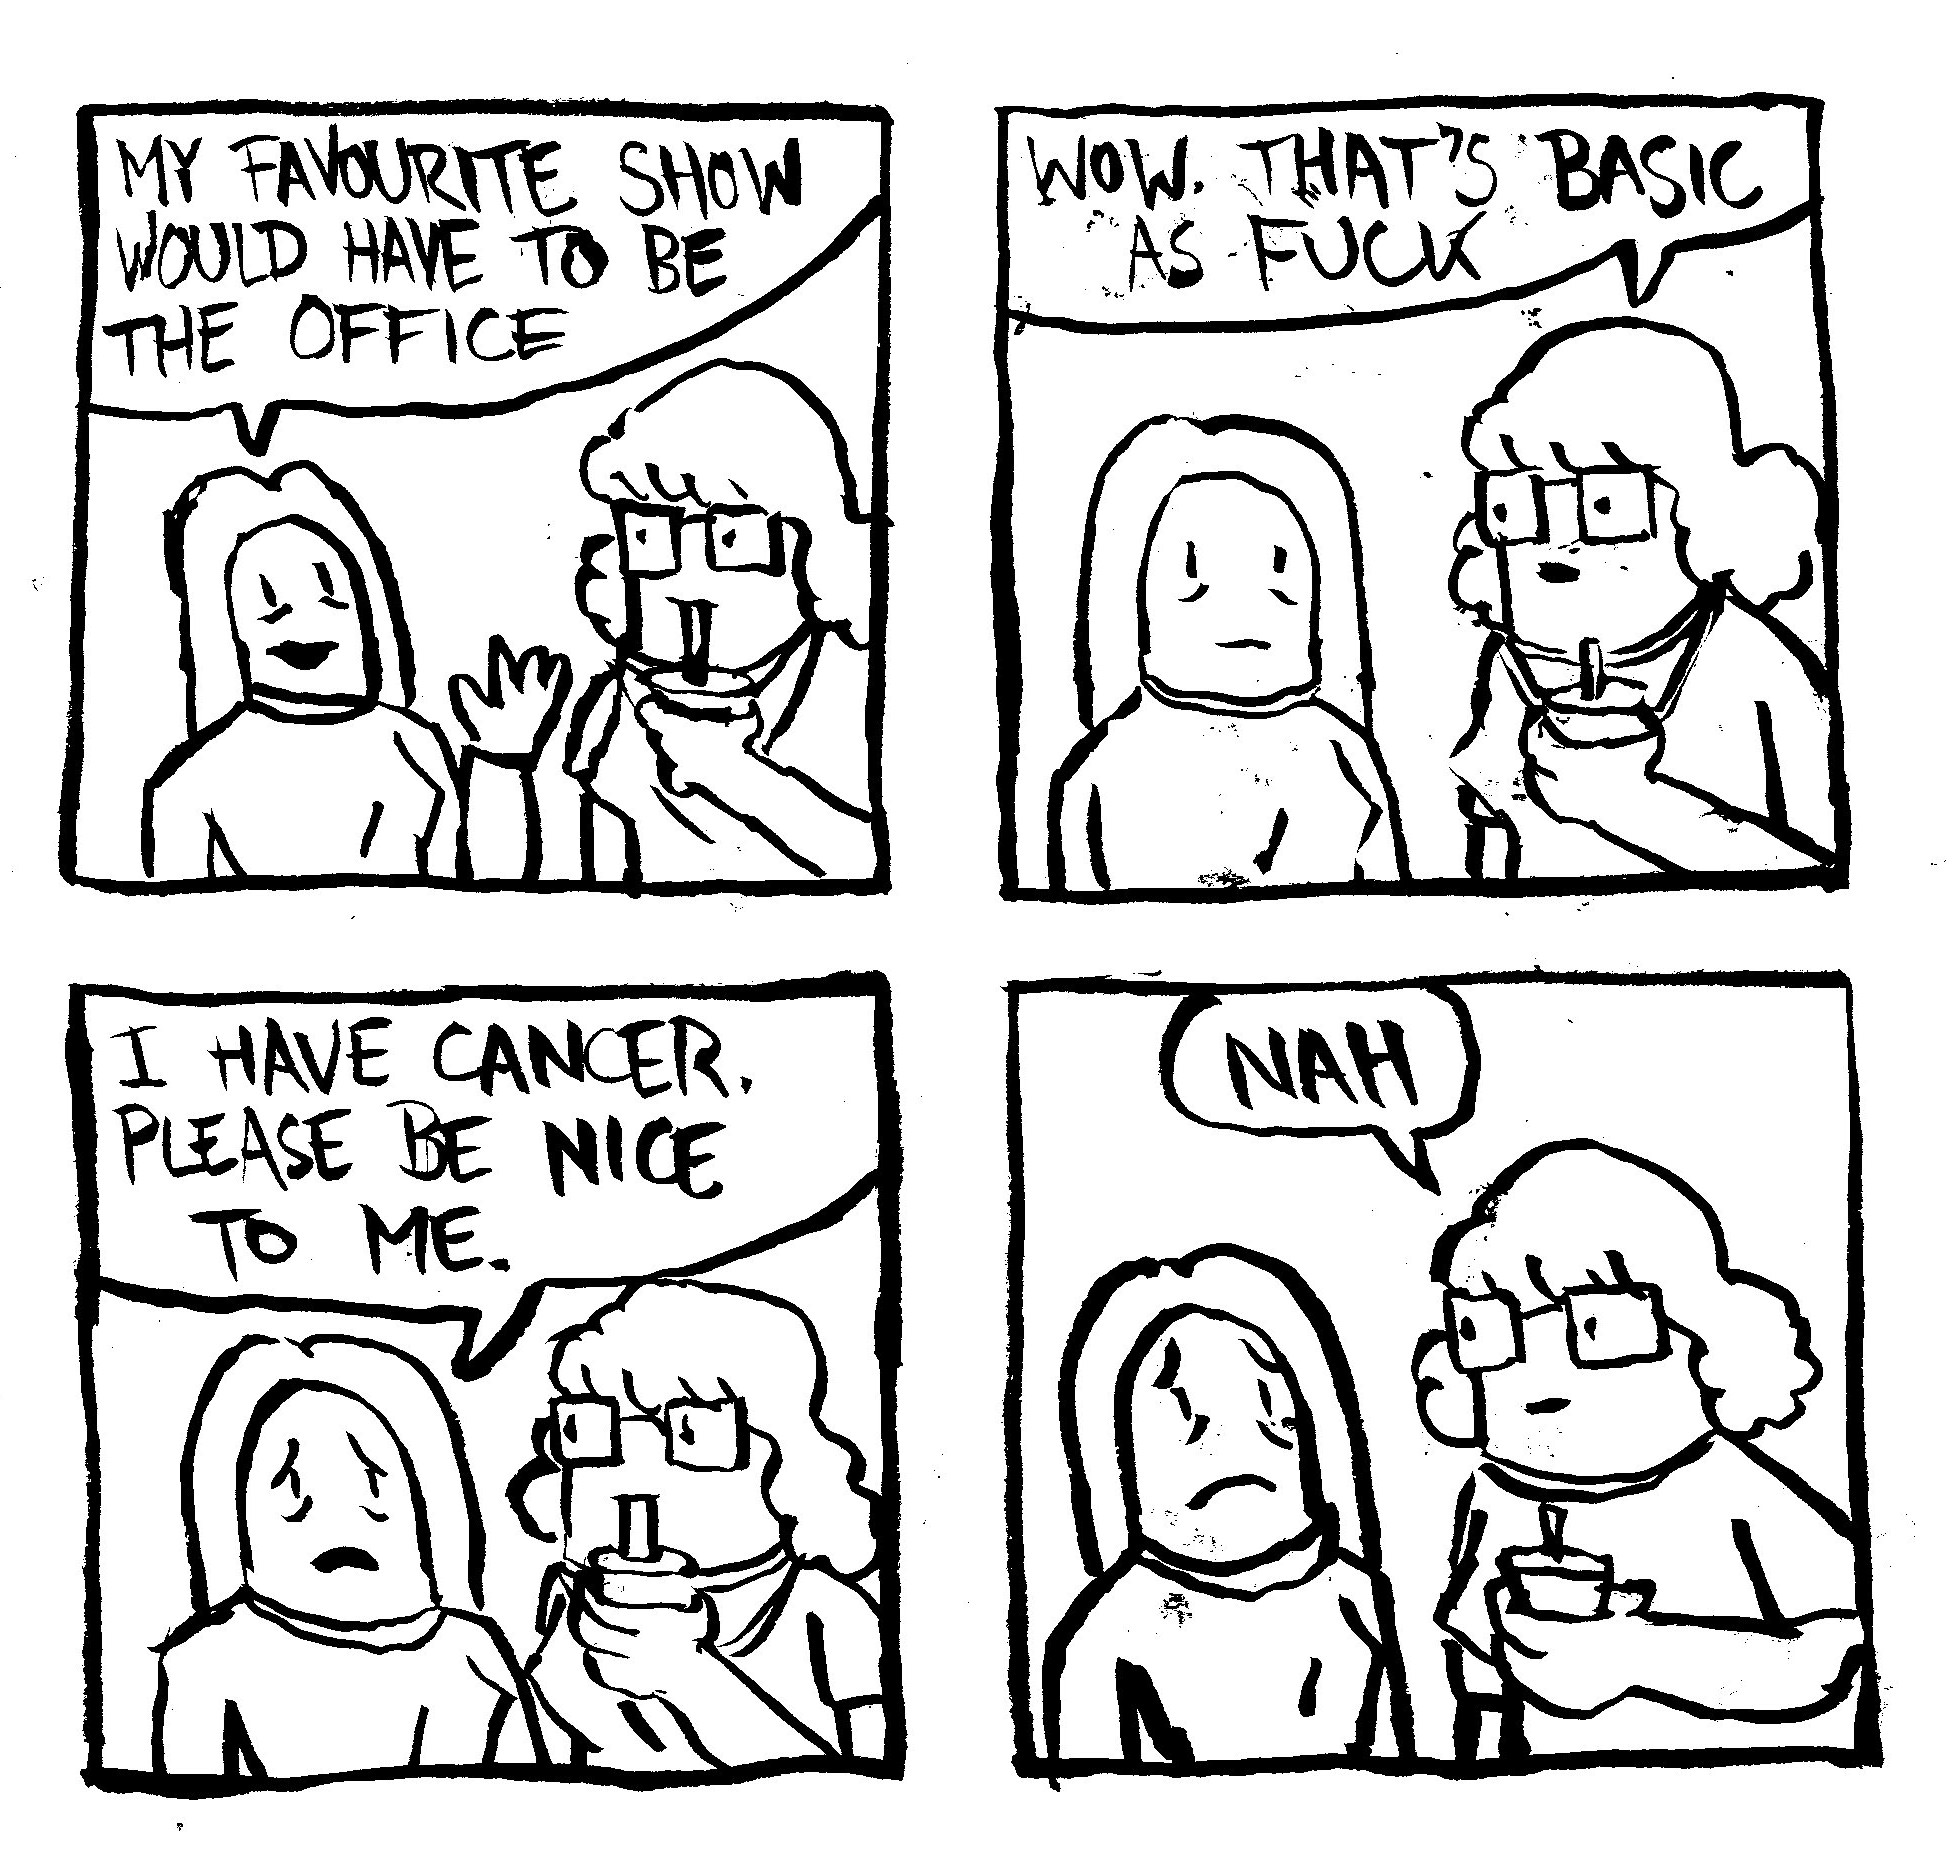 MY FAVOURITE SHOW
WOULD HAVE TO BE
THE OFFICE
WOW. THAT'S BASIC
AS FUCK
I HAVE CANCER.
PLEASE BE NICE
TO ME.
NAH